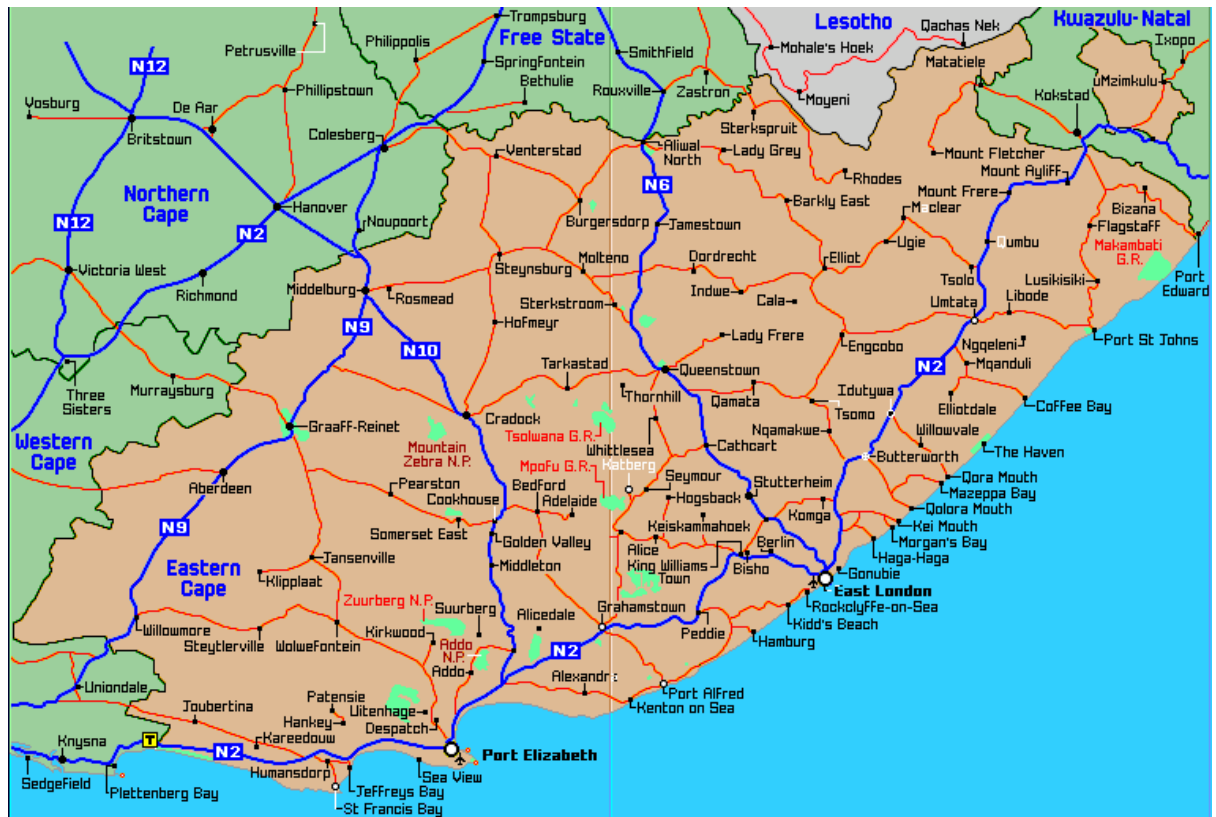 Trompsburg
Lesotho
Qachas Nek
Kwazulu-Natal
Petrusville
Philippolis
Free State
SmithField
Mohale's Hoek
Ixopo
N12
SpringFontein
Matatiele
uMzimkulu
Vosburg
De Aar
Phillipstown
Bethulie
Rouxville
Zastron
Moyeni
Kokstad
Britstown
Colesberg
Sterkspruit
Venterstad
Aliwal
North
Lady Grey
Mount Fletcher
Mount Ayliff
Northern
Cape
N6
Rhodes
Mount Frere
Hanover
Barkly East
Maclear
Bizana
N12
N2
Noupoort
Burgersdorp
Jamestown
Flagstaff
Ugie
Qumbu
Makambati
G.R.
Victoria West
Steynsburg
Molteno
Dordrecht
Elliot
Tsolo
Lusikisiki
Port
Edward
Richmond
Middelburg
Rosmead
Indwe
Cala
Sterkstroom
Umtata
Libode
N9
HoFmeyr
Lady Frere
Engcobo
Ngqeleni
Port St Johns
N10
Tarkastad
Queenstown
N2
Mqanduli
Three
Sisters
Murraysburg
Thornhill
Qamata
Idutywa
Tsomo
Elliotdale
Coffee Bay
Graaff-Reinet
Cradock
Western
Cape
Mountain
Zebra N.P.
Tsolwana G.R.
Whittlesea
Nqamakwe
Willowvale
Cathcart
Butterworth
The Haven
MpoFu G.R.
Katberg
Aberdeen
Pearston
Cookhouse
BedFord
Seymour
Stutterheim
Qora Mouth
Mazeppa Bay
Adelaide
Hogsback
Komga
Qolora Mouth
N9
Somerset East
Keiskammahoek
Kei Mouth
Golden Valley
Alice
Berlin
Morgan's Bay
Jansenville
King Williams
Town
Bisho
Haga-Haga
Eastern
Cape
Klipplaat
Middleton
Gonubie
East London
Zuurberg N.P.
Suurberg
Alicedale
Grahamstown
Rockclyffe-on-Sea
Kidd's Beach
Willowmore
Steytlerville
WolweFontein
Kirkwood
Peddie
Hamburg
Addo
N.P.
N2
Addo
Alexandria
Port Alfred
Kenton on Sea
Uniondale
Patensie
Uitenhage
Joubertina
Hankey
Despatch
T
Kareedouw
Knysna
N2
Port Elizabeth
SedgeField
Humansdorp
Sea View
Plettenberg Bay
Jeffreys Bay
St Francis Bay